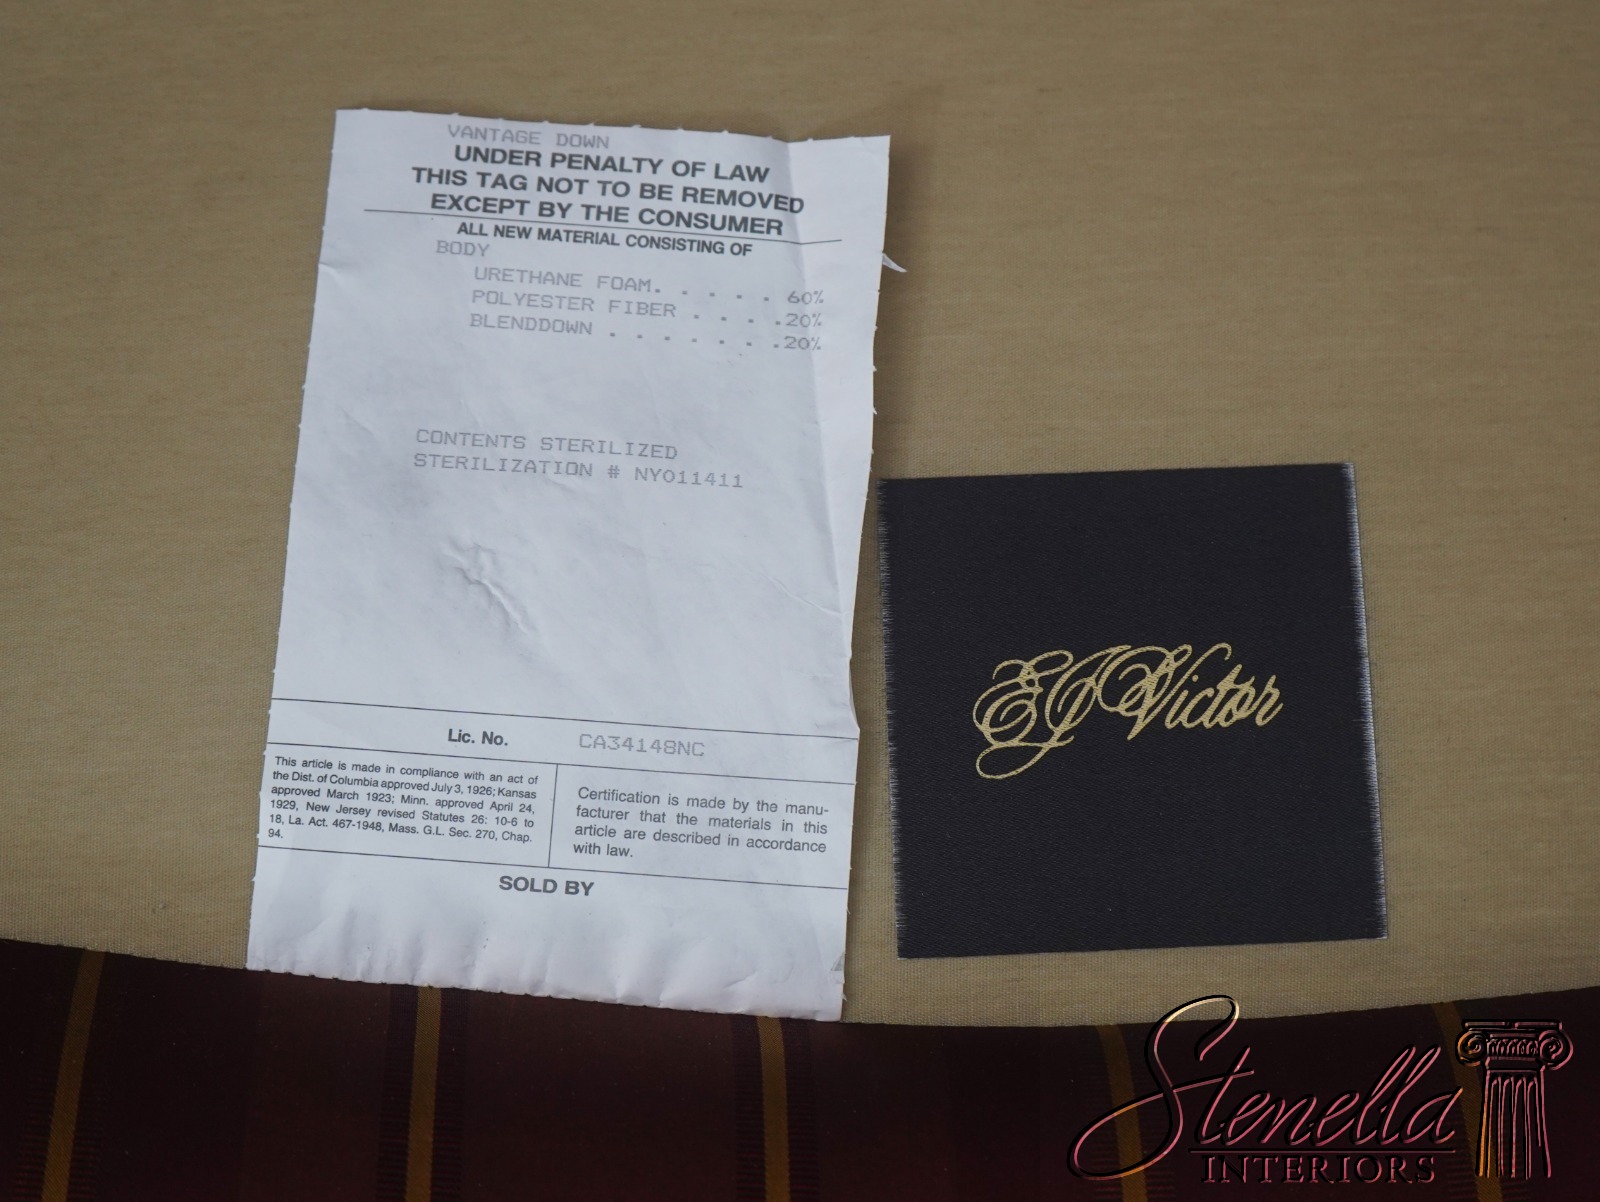 VANTAGE DOWN
UNDER PENALTY OF LAW
THIS TAG NOT TO BE REMOVED
EXCEPT BY THE CONSUMER
ALL NEW MATERIAL CONSISTING OF
BODY
URETHANE FOAM. . . . . . 60%
POLYESTER FIBER . . . .20%
BLENDDOWN . . . . . . .20%
CONTENTS STERILIZED
STERILIZATION # NY011411
Lic. No. CA34148NC
This article is made in compliance with an act of
the Dist. of Columbia approved July 3, 1926; Kansas
approved March 1923; Minn. approved April 24,
1929, New Jersey revised Statutes 26: 10-6 to
18, La. Act. 467-1948, Mass. G.L. Sec. 270, Chap.
94.
Certification is made by the manu-
facturer that the materials in this
article are described in accordance
with law.
SOLD BY
EJ Victor
Stenella
INTERIORS